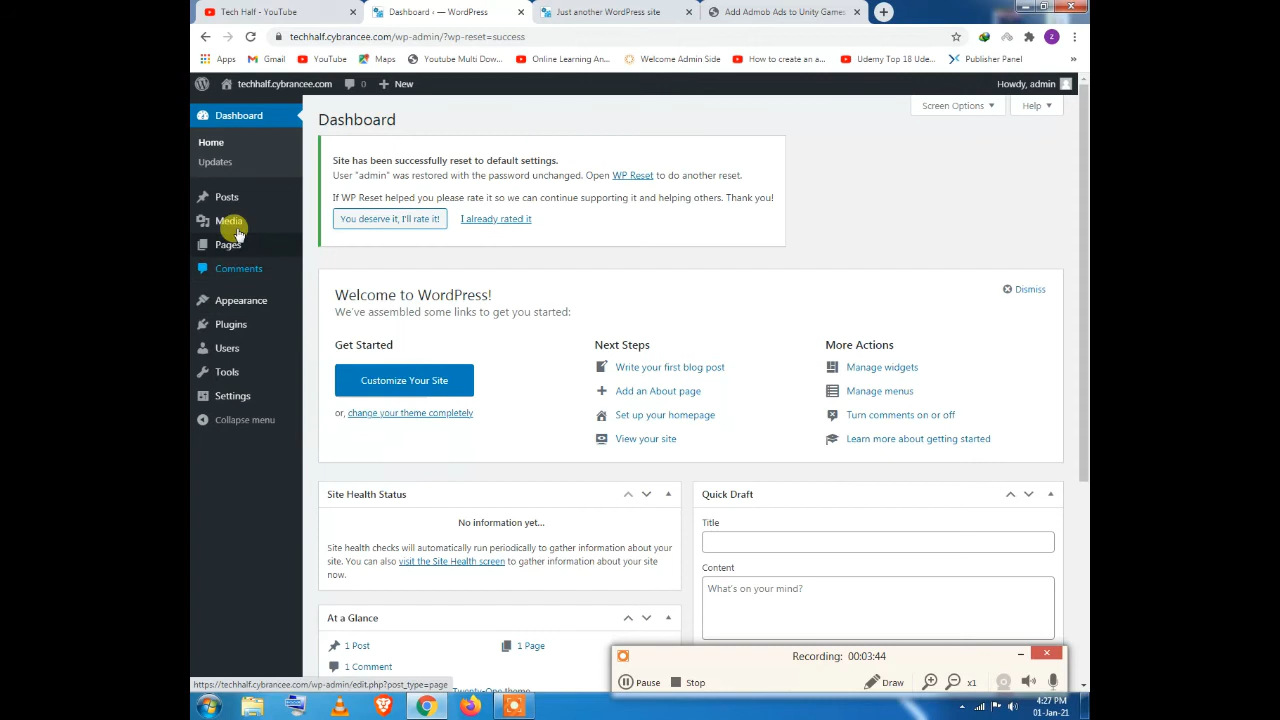 Tech Half - YouTube
Dashboard ‹ — WordPress
Just another WordPress site
Add Admob Ads to Unity Games
techhalf.cybrancee.com/wp-admin/?wp-reset=success
z
Apps
Gmail
YouTube
Maps
Youtube Multi Dow...
Online Learning An...
Welcome Admin Side
How to create an a...
Udemy Top 18 Ude...
Publisher Panel
techhalf.cybrancee.com
0
New
Howdy, admin
Dashboard
Home
Updates
Posts
Media
Pages
Comments
Appearance
Plugins
Users
Tools
Settings
Collapse menu
Screen Options
Help
Dashboard
Site has been successfully reset to default settings.
User "admin" was restored with the password unchanged. Open WP Reset to do another reset.
If WP Reset helped you please rate it so we can continue supporting it and helping others. Thank you!
You deserve it, I'll rate it!
I already rated it
Welcome to WordPress!
We've assembled some links to get you started:
Dismiss
Get Started
Customize Your Site
or, change your theme completely
Next Steps
Write your first blog post
Add an About page
Set up your homepage
View your site
More Actions
Manage widgets
Manage menus
Turn comments on or off
Learn more about getting started
Site Health Status
No information yet...
Site health checks will automatically run periodically to gather information about your
site. You can also visit the Site Health screen to gather information about your site
now.
At a Glance
1 Post
1 Page
1 Comment
Twenty-One theme
Quick Draft
Title
Content
What's on your mind?
Recording: 00:03:44
Pause
Stop
Draw
x1
https://techhalf.cybrancee.com/wp-admin/edit.php?post_type=page
4:27 PM
01-Jan-21